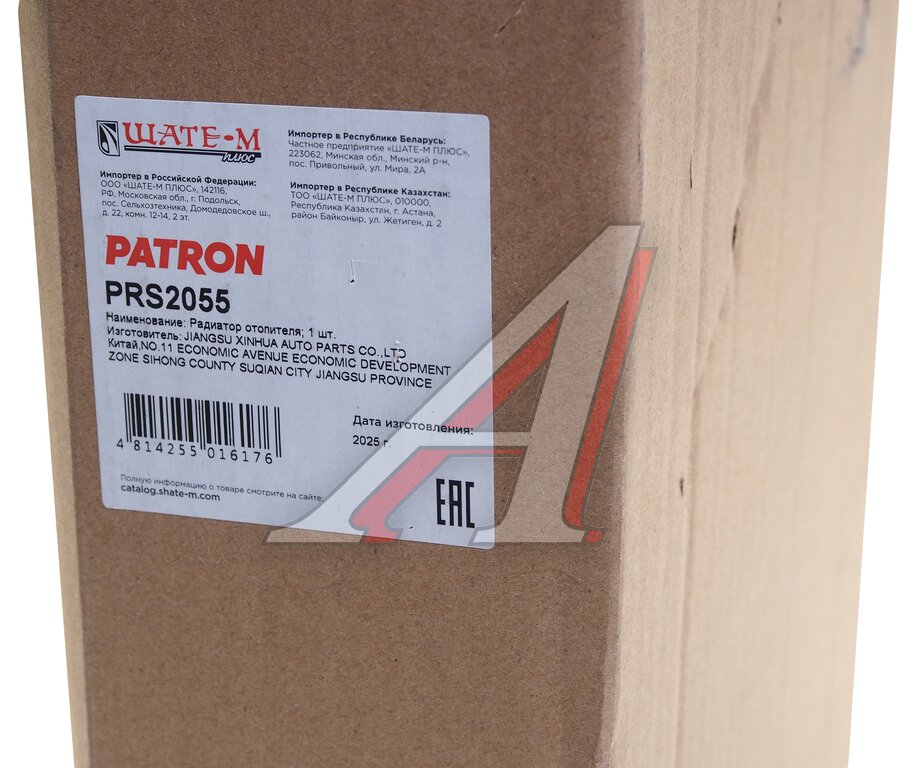 ШАТЕ-М
ПЛЮС
Импортер в Российской Федерации:
ООО «ШАТЕ-М ПЛЮС», 142116,
РФ, Московская обл., г. Подольск,
пос. Сельхозтехника, Домодедовское ш.,
д. 22, комн. 12-14, 2 эт.
Импортер в Республике Беларусь:
Частное предприятие «ШАТЕ-М ПЛЮС»,
223062, Минская обл., Минский р-н,
пос. Привольный, ул. Мира, 2А
Импортер в Республике Казахстан:
ТОО «ШАТЕ-М ПЛЮС», 010000,
Республика Казахстан, г. Астана,
район Байконыр, ул. Жетиген, д. 2
PATRON
PRS2055
Наименование: Радиатор отопителя; 1 шт.
Изготовитель: JIANGSU XINHUA AUTO PARTS CO.,LTD
Китай,NO.11 ECONOMIC AVENUE ECONOMIC DEVELOPMENT
ZONE SIHONG COUNTY SUQIAN CITY JIANGSU PROVINCE
4 814255 016176
Дата изготовления:
2025 г.
Полную информацию о товаре смотрите на сайте:
catalog.shate-m.com
EAC